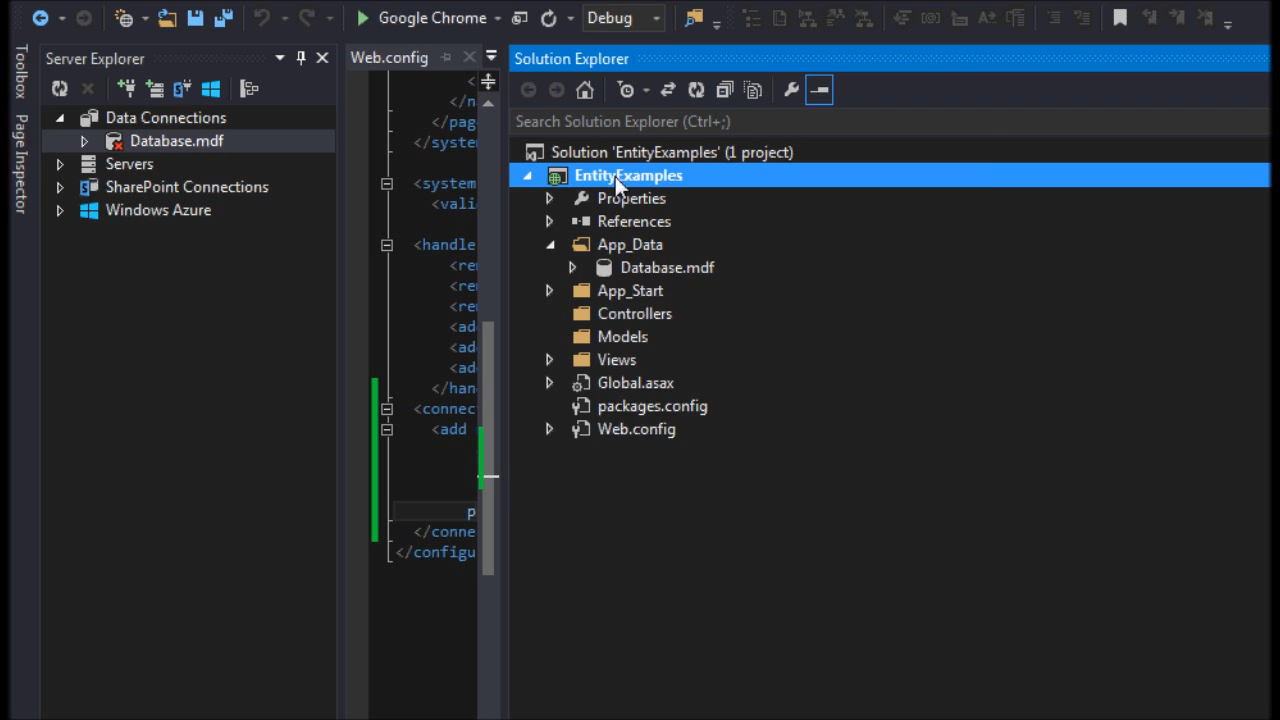 Google Chrome
Debug
Toolbox
Page Inspector
Server Explorer
Data Connections
Database.mdf
Servers
SharePoint Connections
Windows Azure
Web.config
<
</n
</pag
</syste
<system
<vali
<handle
<re
<re
<re
<ad
<ad
<ad
</han
<connec
<add
p
</conne
</configu
Solution Explorer
Search Solution Explorer (Ctrl+;)
Solution 'EntityExamples' (1 project)
EntityExamples
Properties
References
App_Data
Database.mdf
App_Start
Controllers
Models
Views
Global.asax
packages.config
Web.config